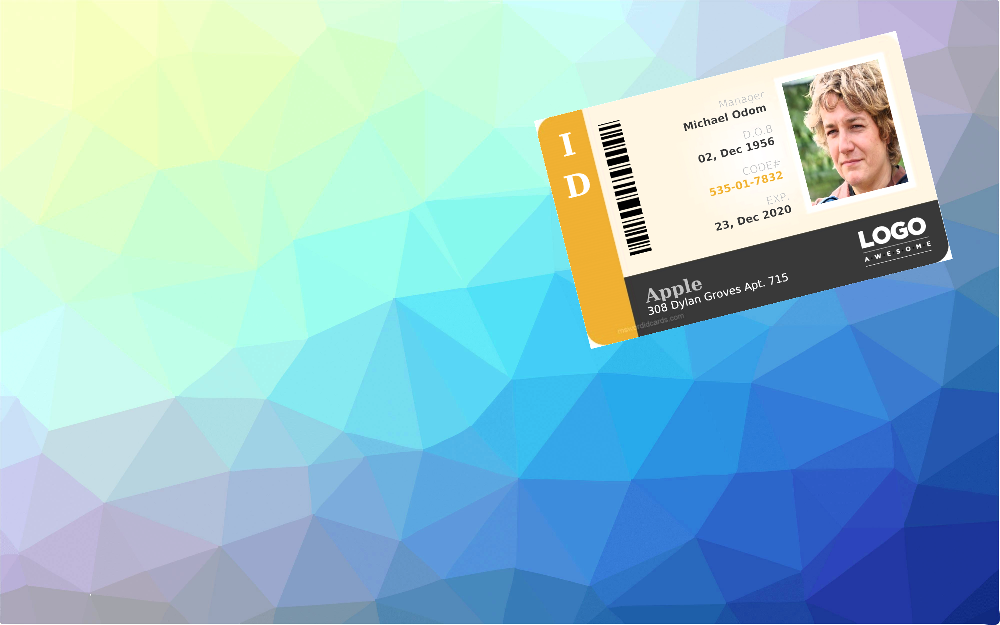 I
D
Manager
Michael Odom
D.O.B
02, Dec 1956
CODE#
535-01-7832
EXP.
23, Dec 2020
LOGO
AWESOME
Apple
308 Dylan Groves Apt. 715